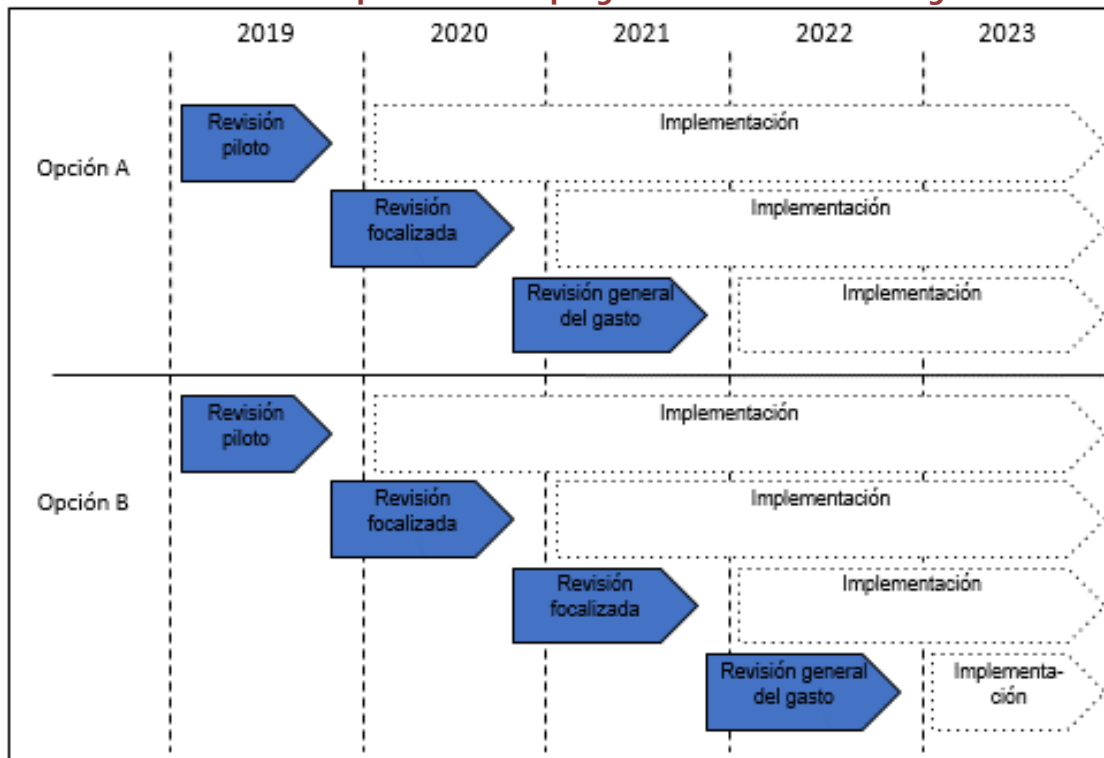 2019 2020 2021 2022 2023
Revisión
piloto
Implementación
Opción A
Revisión
focalizada
Implementación
Revisión general
del gasto
Implementación
Revisión
piloto
Implementación
Opción B
Revisión
focalizada
Implementación
Revisión
focalizada
Implementación
Revisión general
del gasto
Implementa-
ción